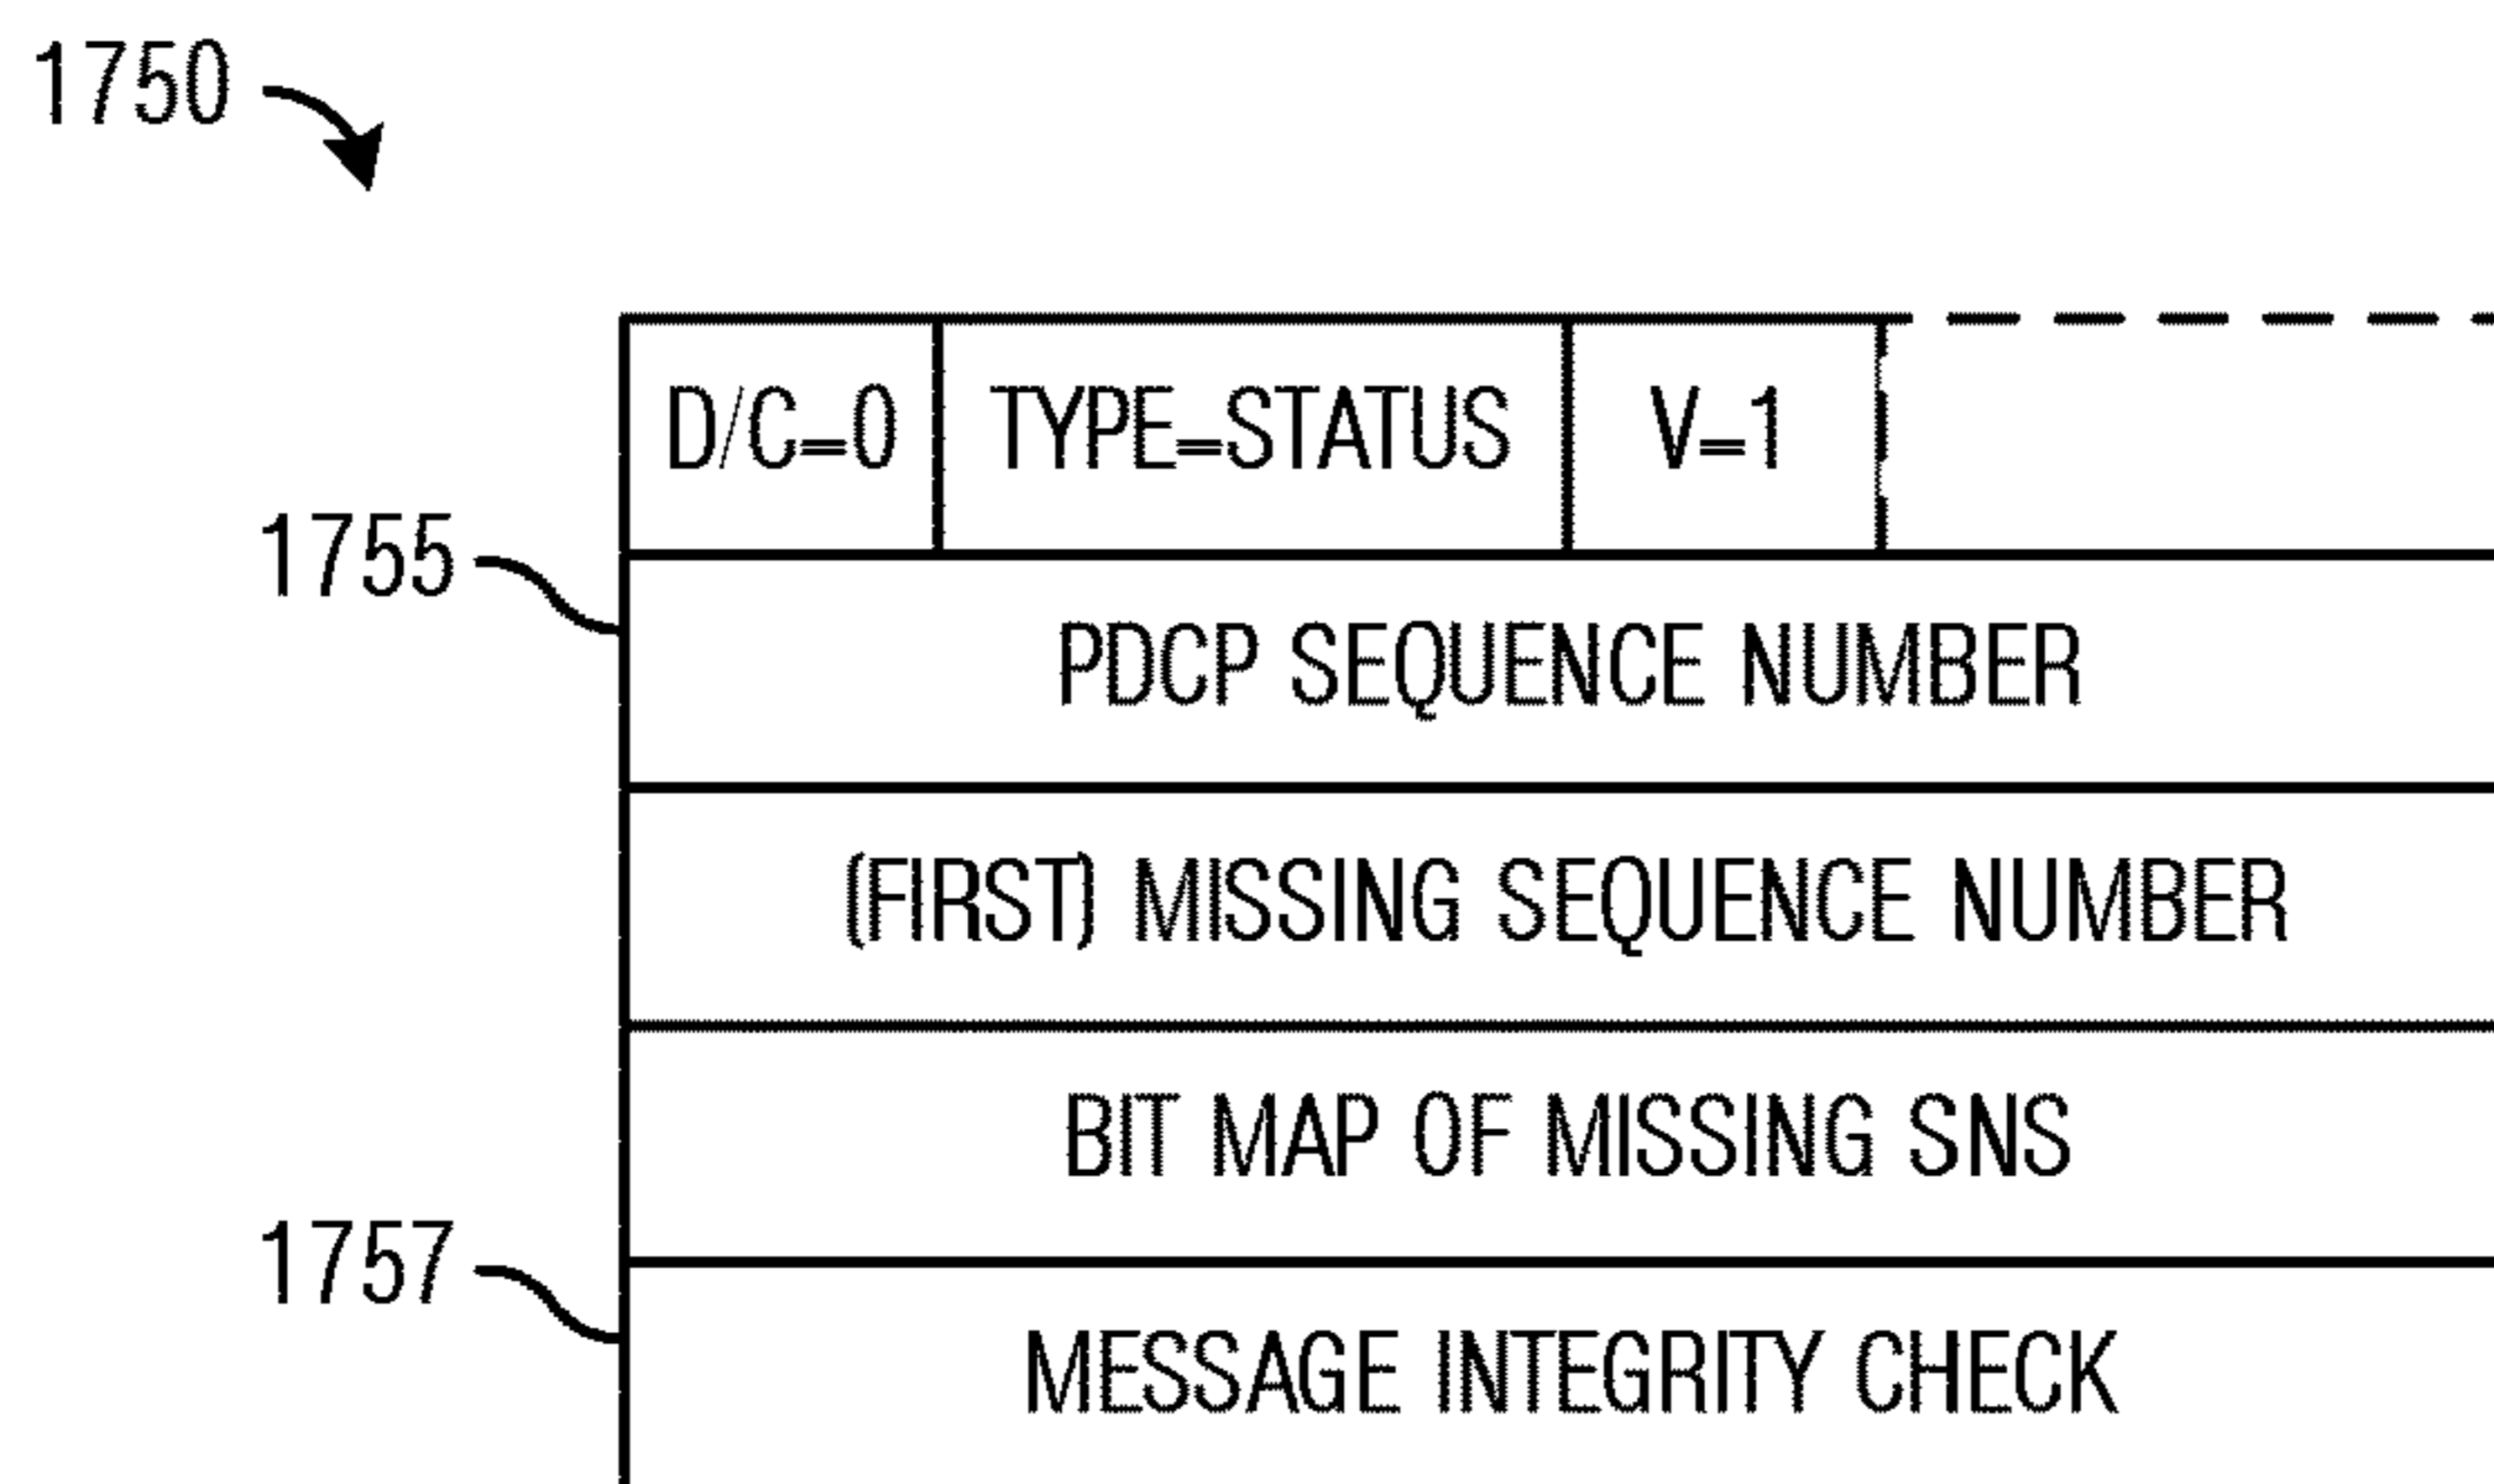 1750
D/C=0 TYPE=STATUS V=1
1755
PDCP SEQUENCE NUMBER
(FIRST) MISSING SEQUENCE NUMBER
BIT MAP OF MISSING SNS
1757
MESSAGE INTEGRITY CHECK